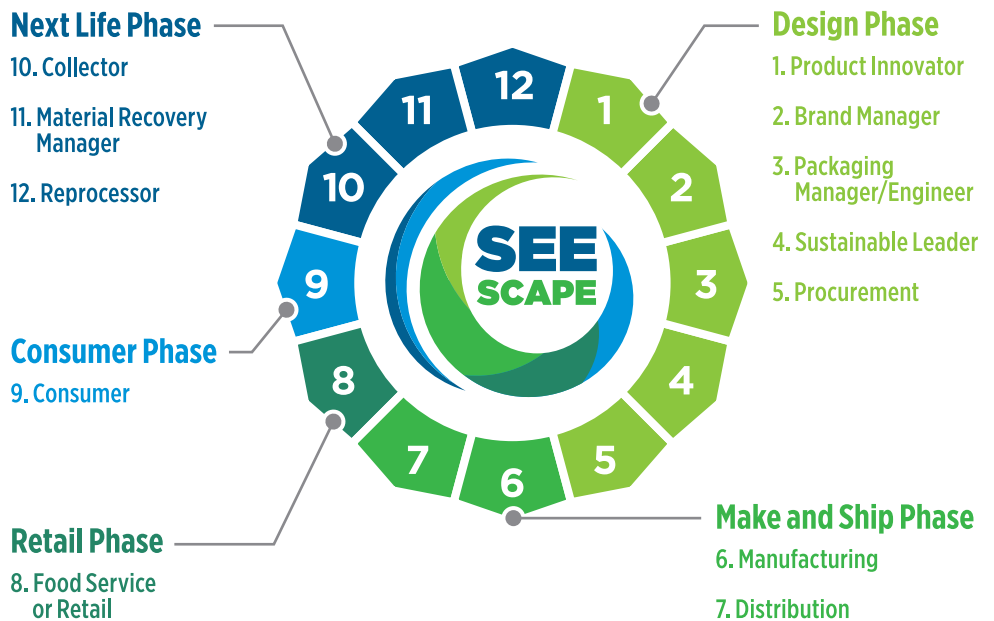 Next Life Phase
10. Collector
11. Material Recovery
Manager
12. Reprocessor
Consumer Phase
9. Consumer
Retail Phase
8. Food Service
or Retail
12
1
2
3
4
5
6
7
8
9
10
11
SEE
SCAPE
Design Phase
1. Product Innovator
2. Brand Manager
3. Packaging
Manager/Engineer
4. Sustainable Leader
5. Procurement
Make and Ship Phase
6. Manufacturing
7. Distribution